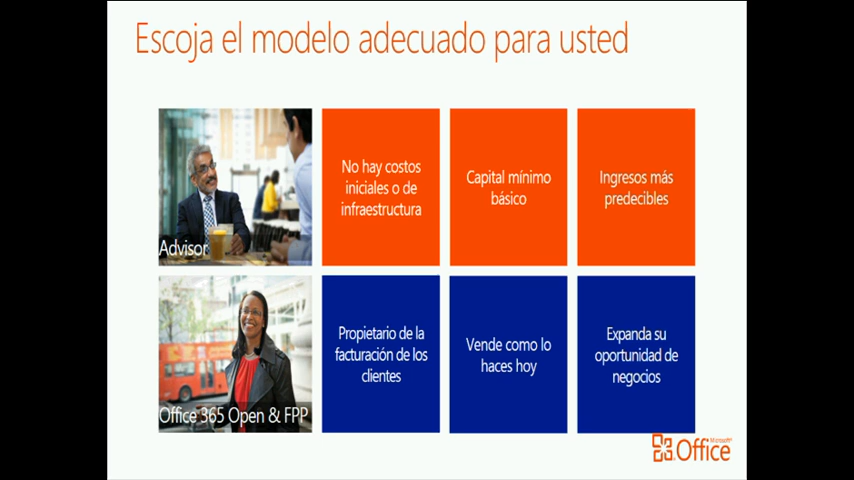 Escoja el modelo adecuado para usted
No hay costos
iniciales o de
infraestructura
Capital mínimo
básico
Ingresos más
predecibles
Advisor
Propietario de la
facturación de los
clientes
Vende como lo
haces hoy
Expanda su
oportunidad de
negocios
Office 365 Open & FPP
Microsoft
Office